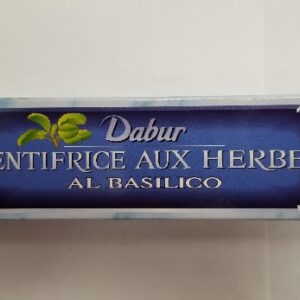 Dabur
ENTIFRICE AUX HERBE
AL BASILICO